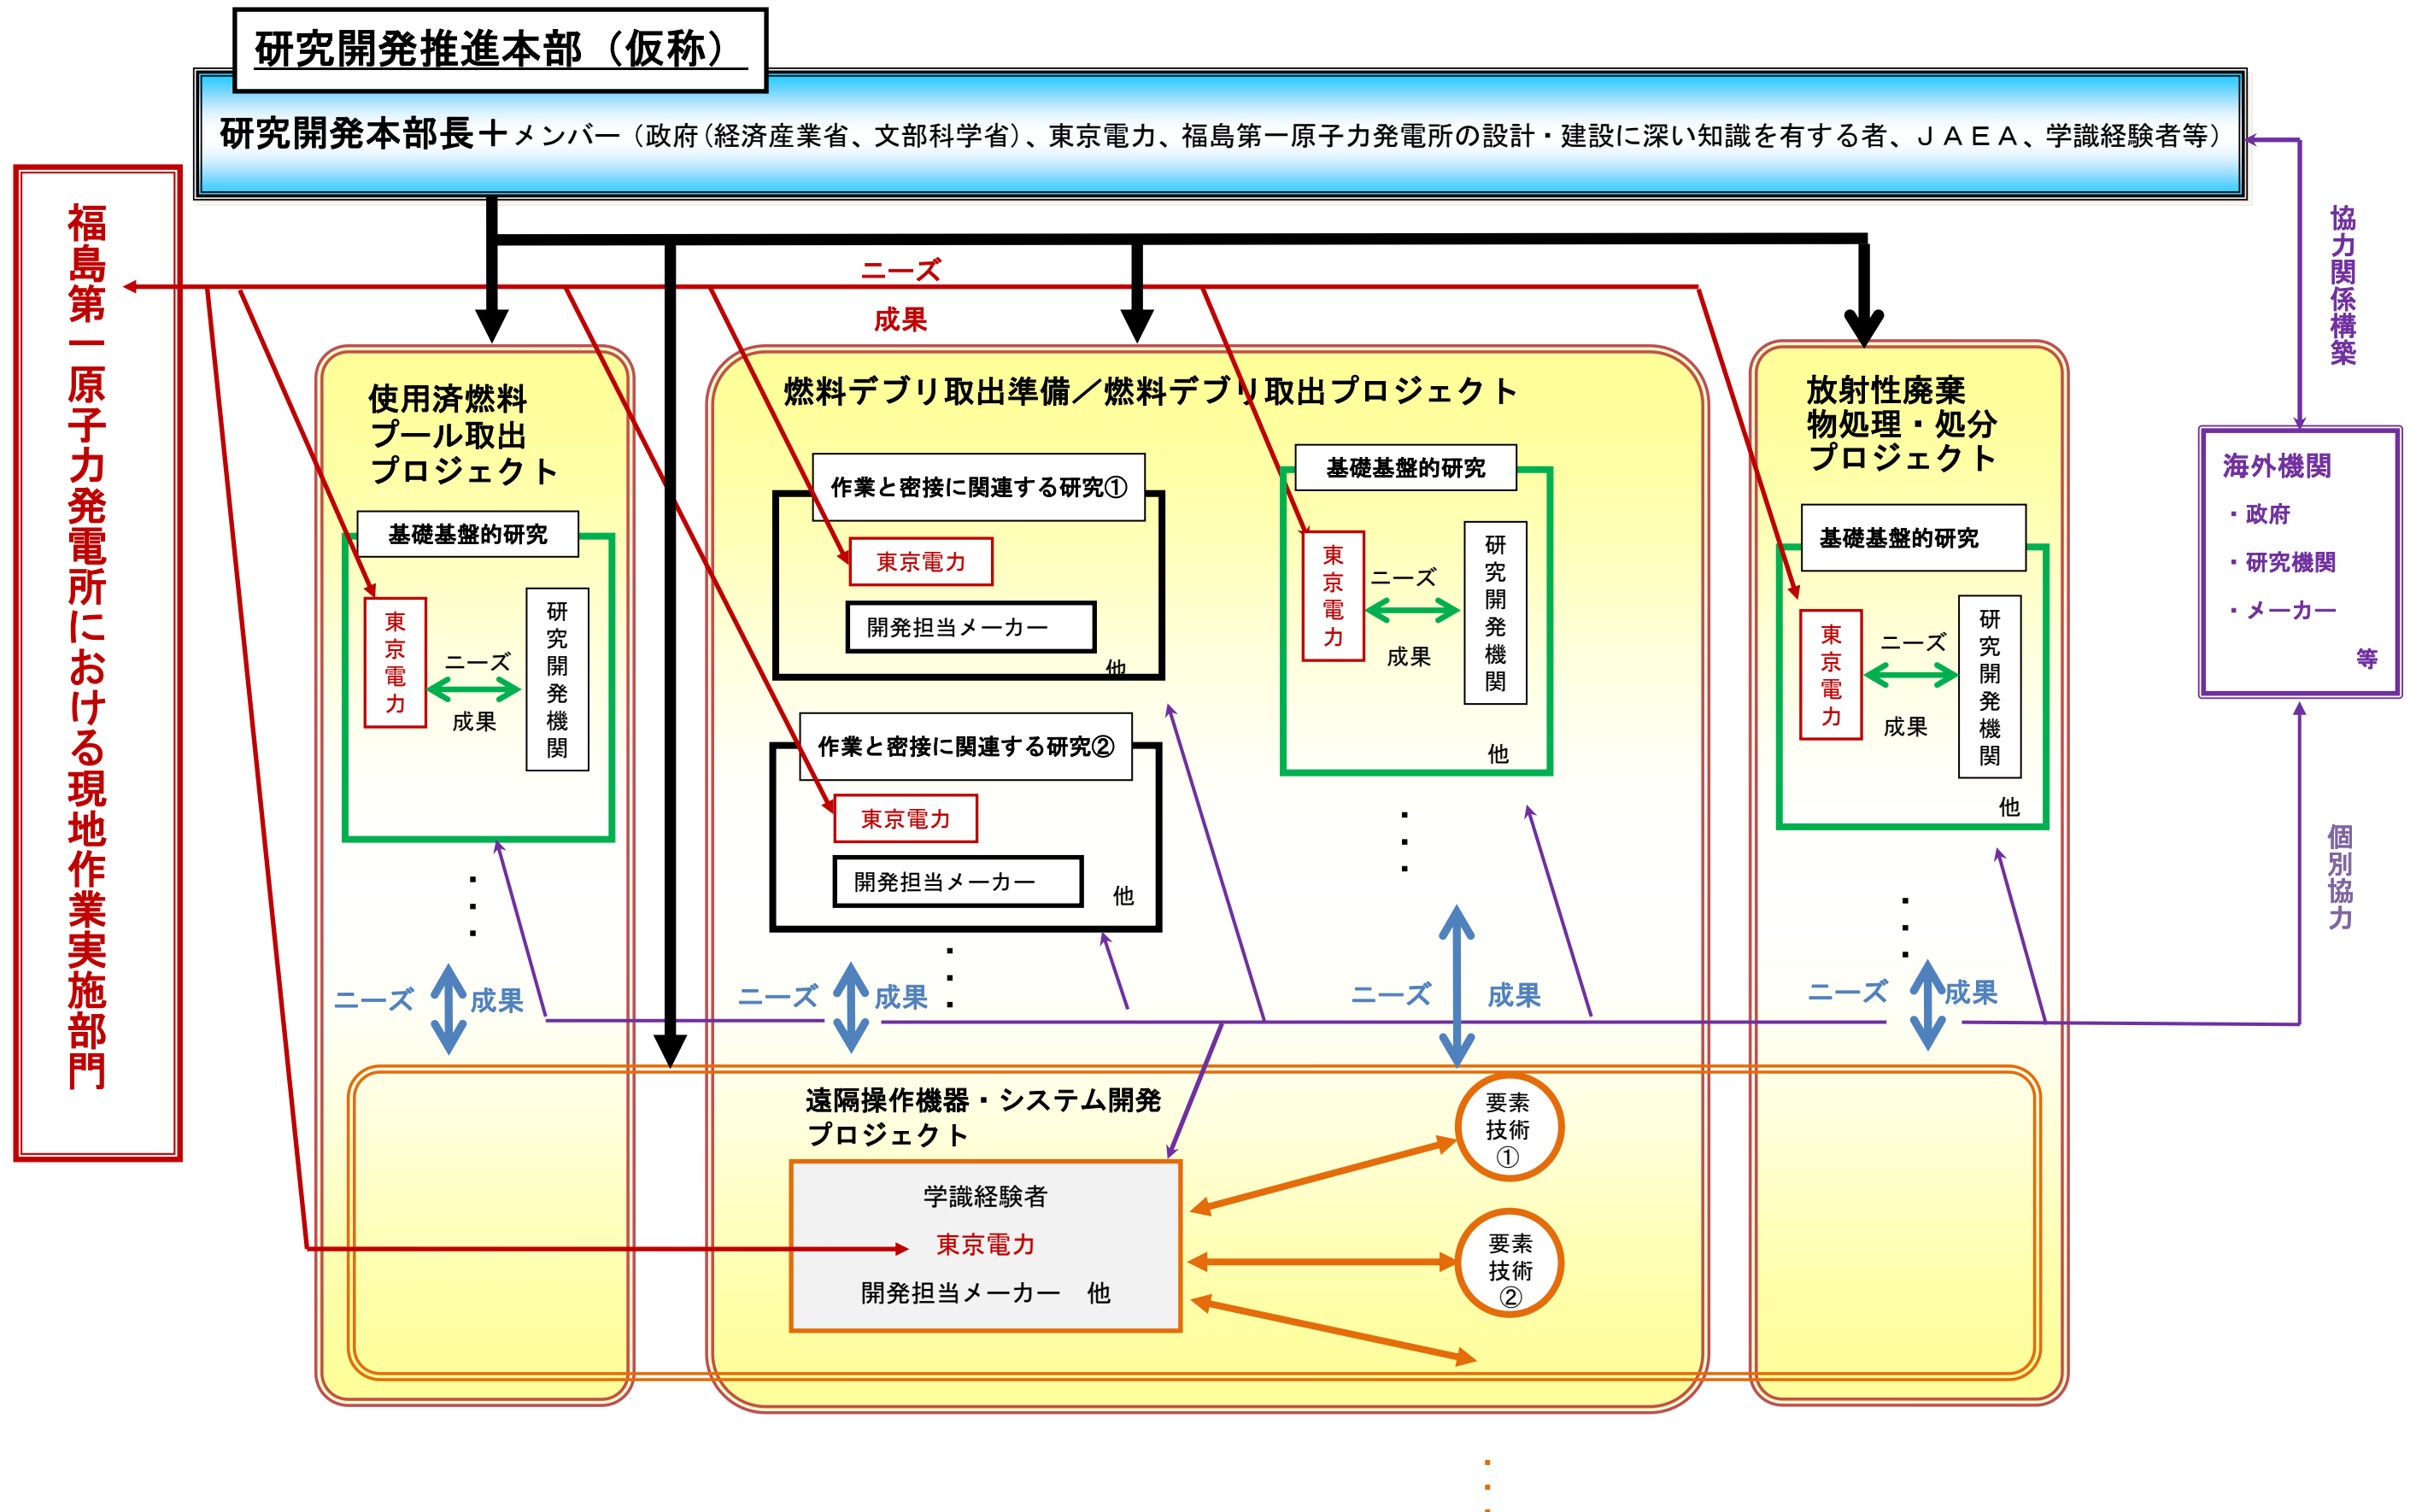 研究開発推進本部（仮称）
研究開発本部長＋メンバー（政府（経済産業省、文部科学省）、東京電力、福島第一原子力発電所の設計・建設に深い知識を有する者、ＪＡＥＡ、学識経験者等）
福島第一原子力発電所における現地作業実施部門
ニーズ
成果
協力関係構築
使用済燃料
プール取出
プロジェクト
基礎基盤的研究
東京電力
ニーズ
成果
研究開発機関
・・・
ニーズ
成果
燃料デブリ取出準備／燃料デブリ取出プロジェクト
作業と密接に関連する研究①
東京電力
開発担当メーカー
他
作業と密接に関連する研究②
東京電力
開発担当メーカー
他
・・・
ニーズ
成果
基礎基盤的研究
東京電力
ニーズ
成果
研究開発機関
他
・・・
ニーズ
成果
放射性廃棄
物処理・処分
プロジェクト
基礎基盤的研究
東京電力
ニーズ
成果
研究開発機関
他
・・・
ニーズ
成果
海外機関
・政府
・研究機関
・メーカー
等
個別協力
遠隔操作機器・システム開発
プロジェクト
学識経験者
東京電力
開発担当メーカー　他
要素
技術
①
要素
技術
②
・・・